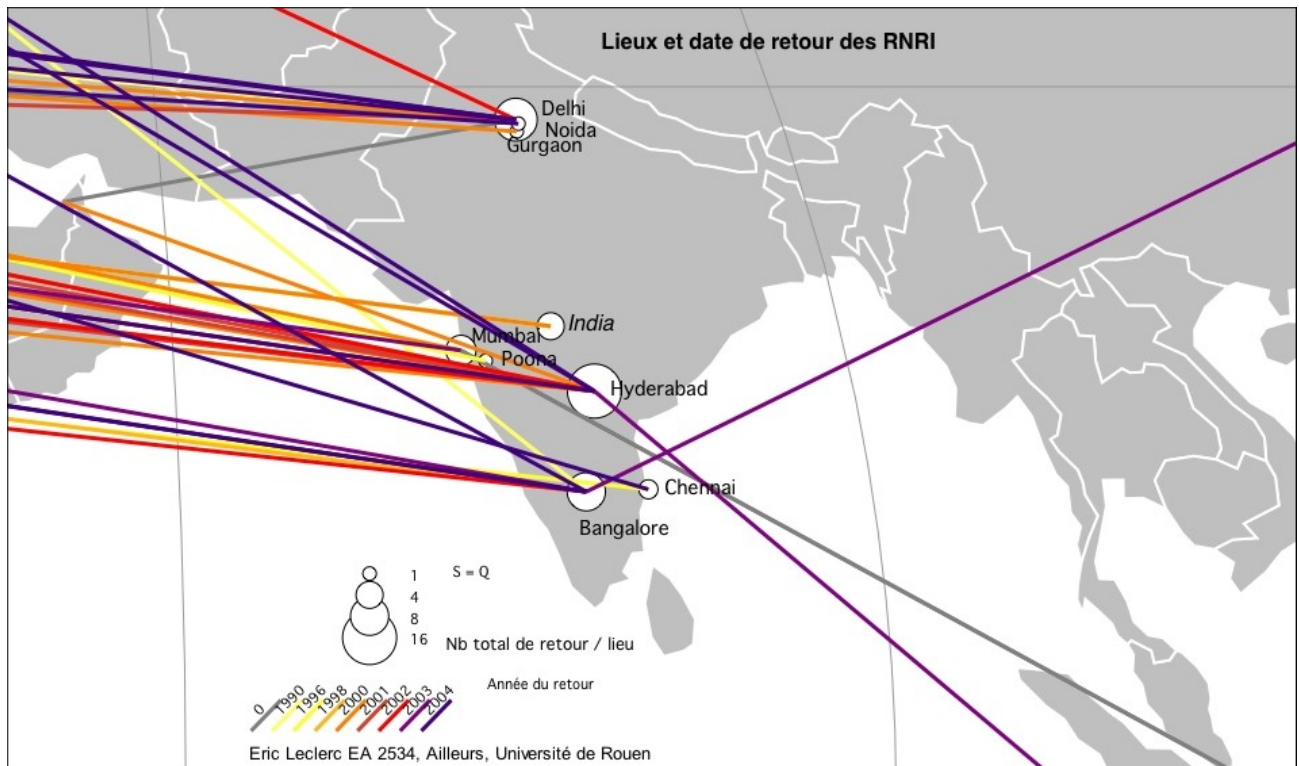 Lieux et date de retour des RNRI
Delhi
Noida
Gurgaon
India
Mumbai
Poona
Hyderabad
Chennai
Bangalore
1
S = Q
4
8
16
Nb total de retour / lieu
Année du retour
0
1990
1996
1998
2000
2001
2002
2003
2004
Eric Leclerc EA 2534, Ailleurs, Université de Rouen